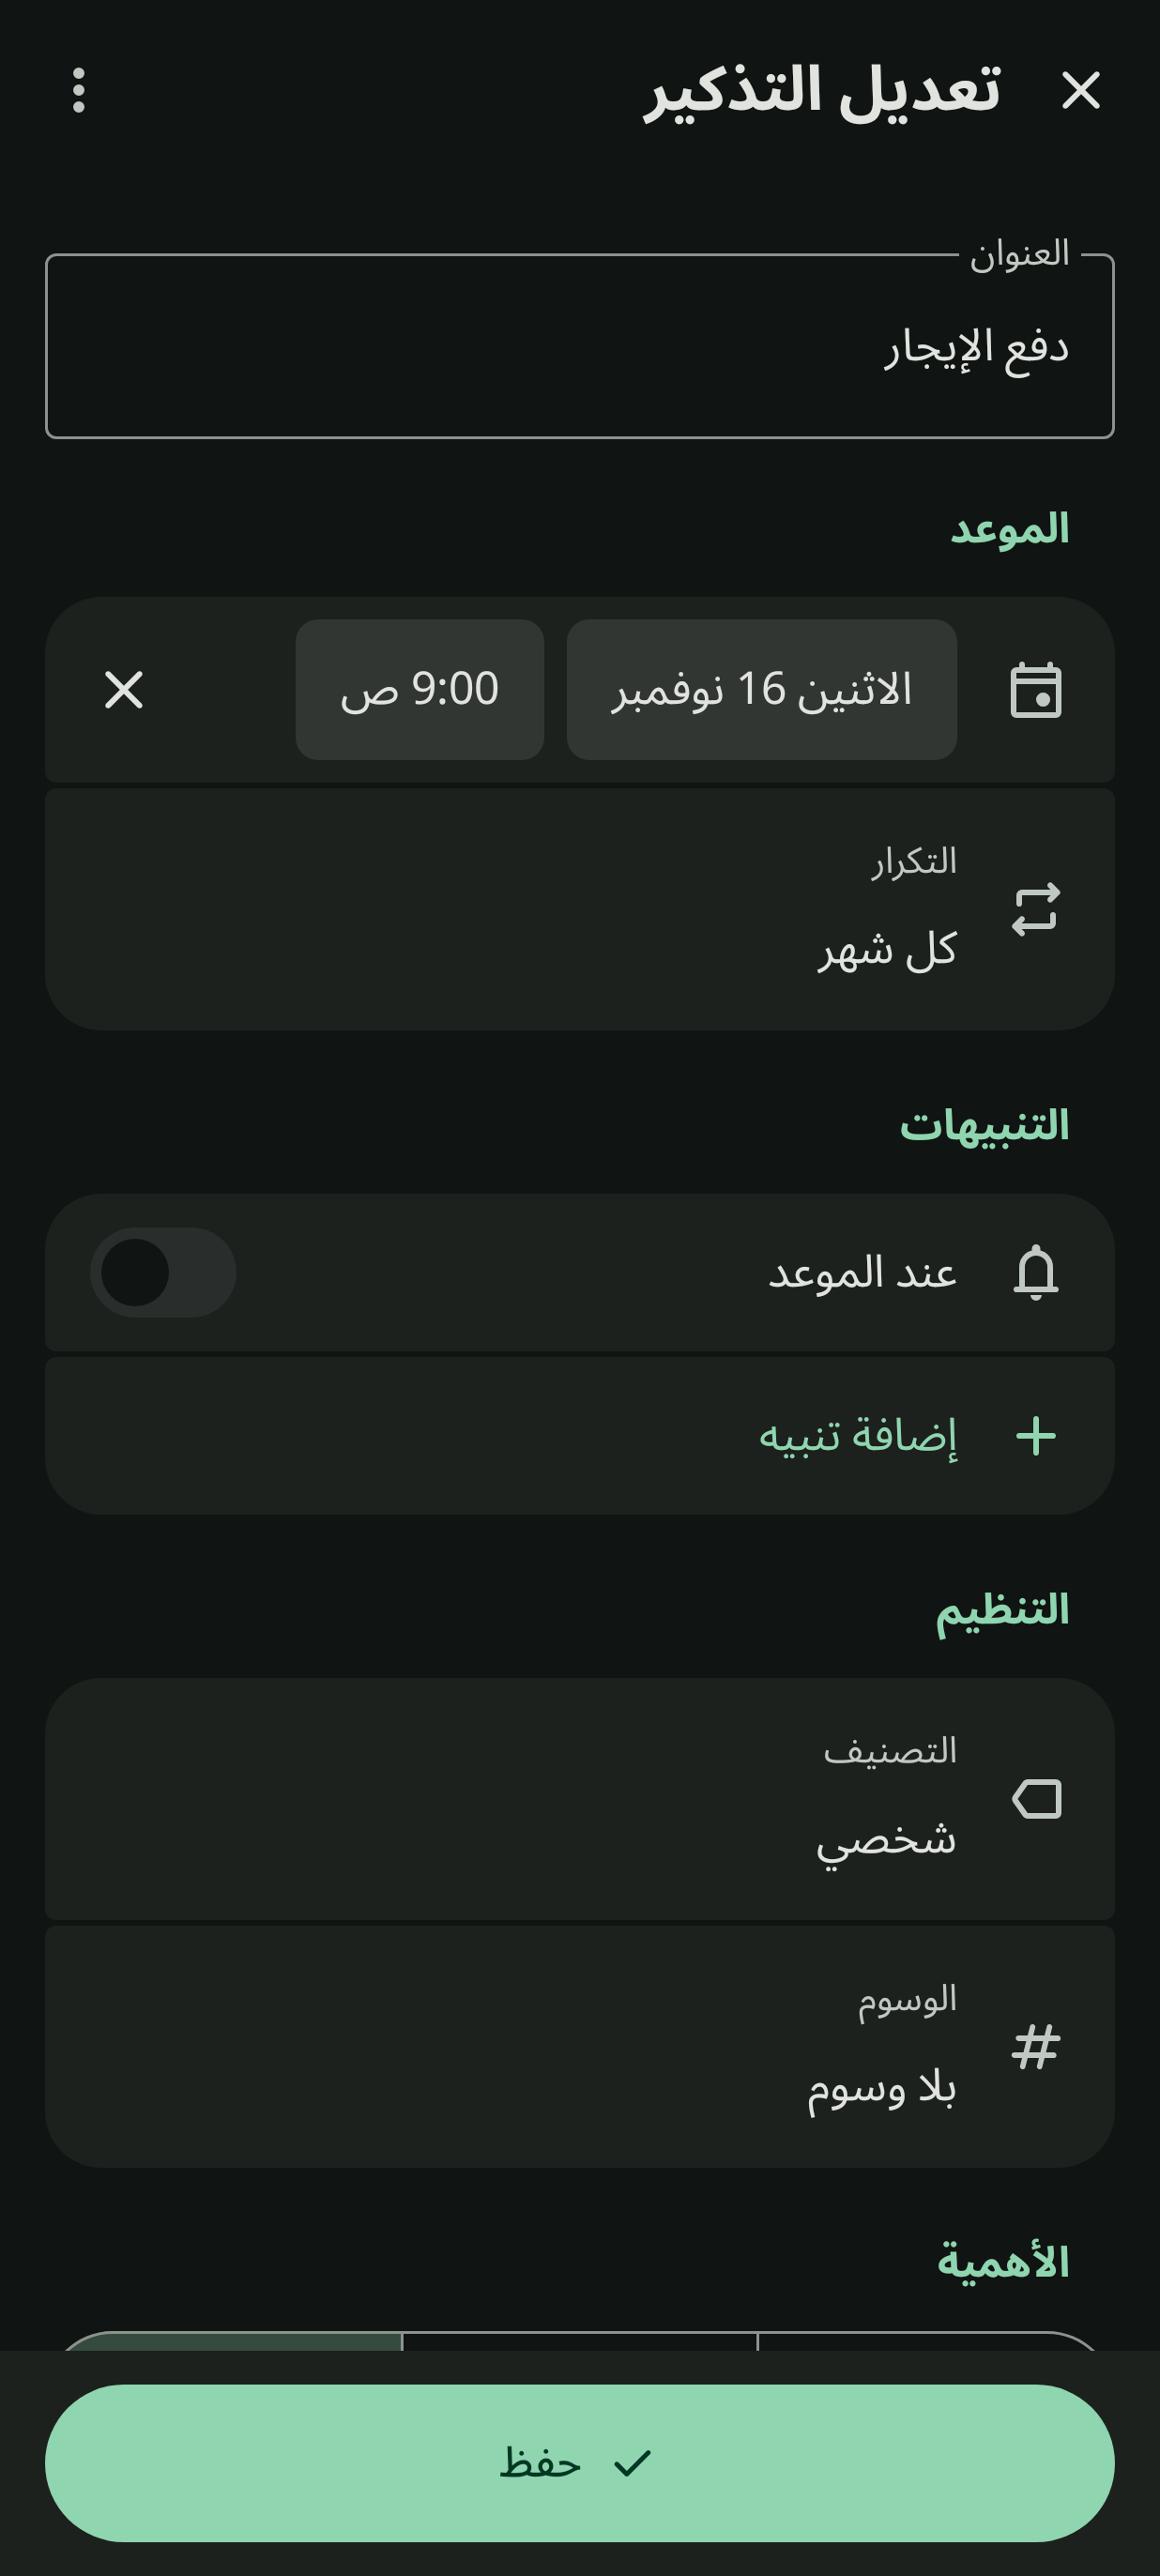 تعديل التذكير
العنوان
دفع الإيجار
الموعد
الاثنين 16 نوفمبر
9:00 ص
التكرار
كل شهر
التنبيهات
عند الموعد
إضافة تنبيه
التنظيم
التصنيف
شخصي
الوسوم
بلا وسوم
الأهمية
حفظ